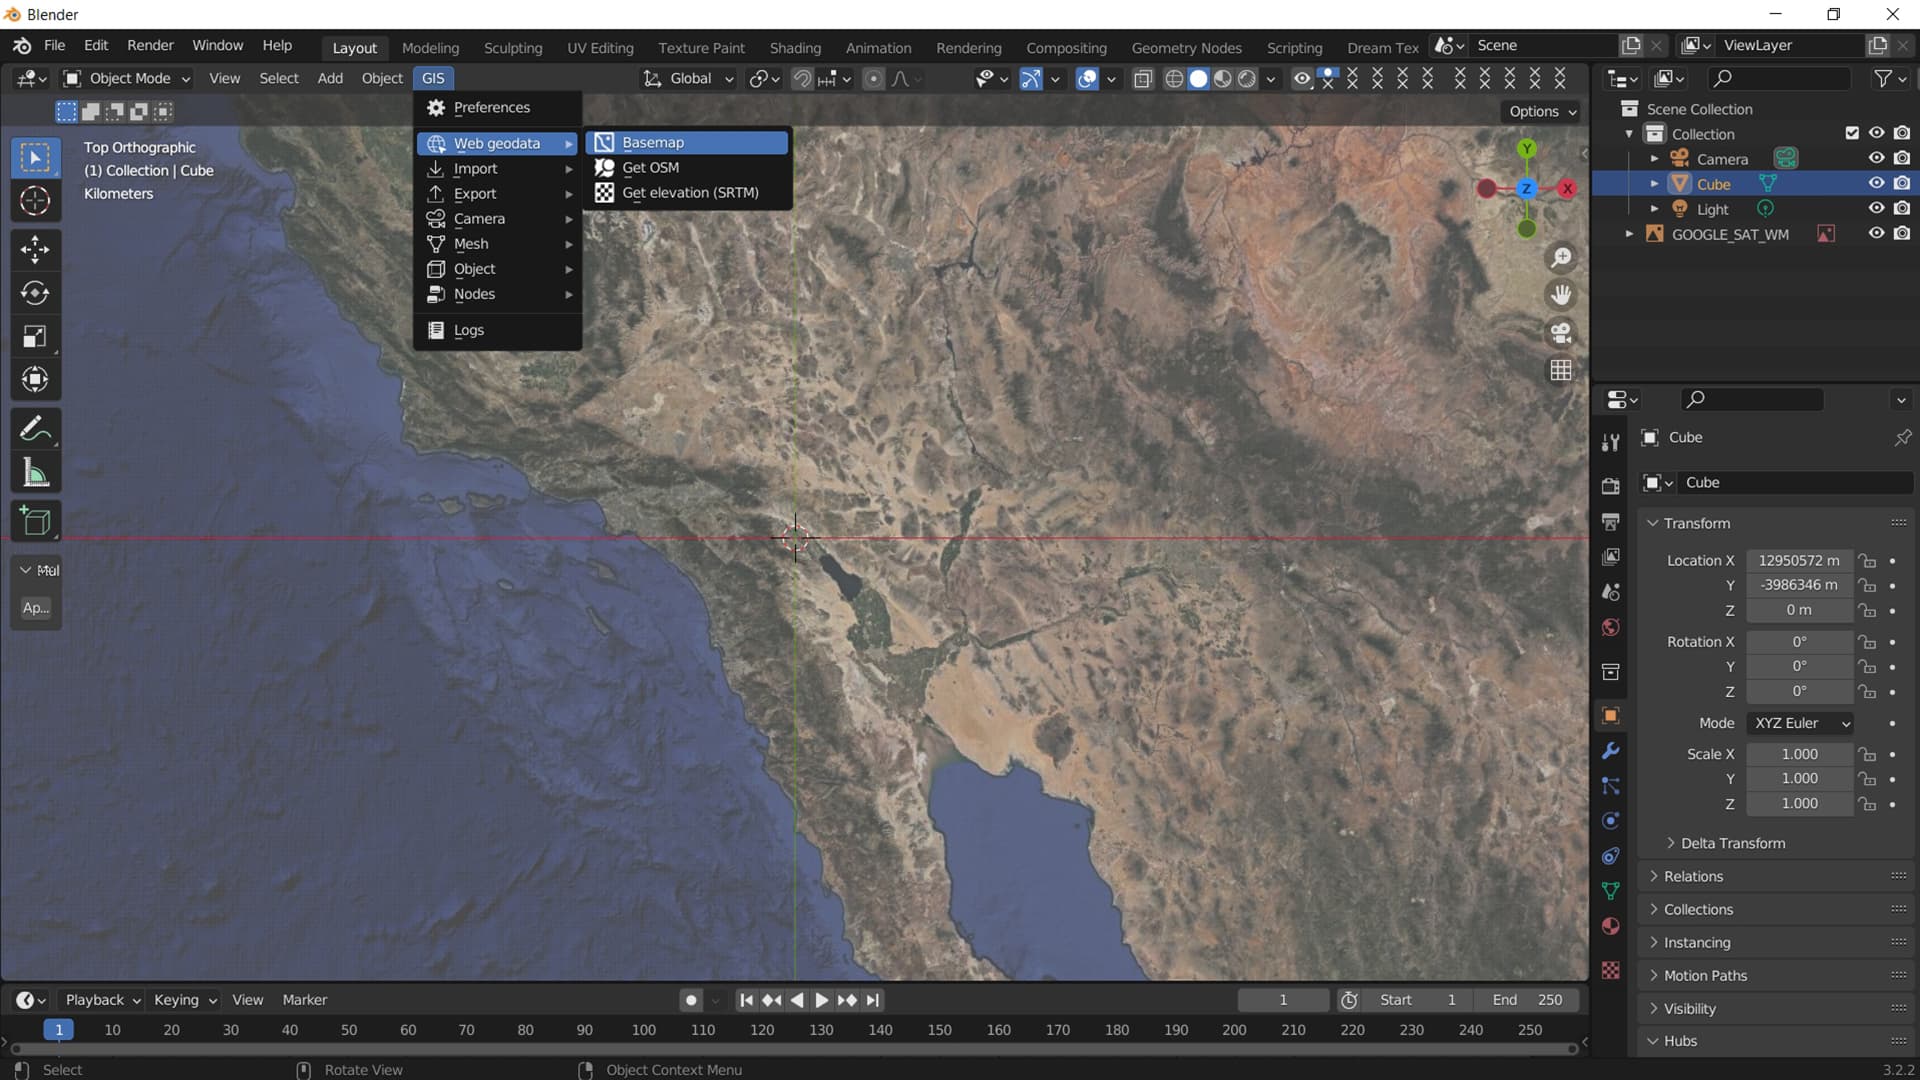 Blender
File Edit Render Window Help
Layout Modeling Sculpting UV Editing Texture Paint Shading Animation Rendering Compositing Geometry Nodes Scripting Dream Tex
Scene
ViewLayer
Object Mode View Select Add Object GIS
Global
Options
Preferences
Web geodata
Import
Export
Camera
Mesh
Object
Nodes
Logs
Basemap
Get OSM
Get elevation (SRTM)
Top Orthographic
(1) Collection | Cube
Kilometers
Ap...
Y
Z
X
Scene Collection
Collection
Camera
Cube
Light
GOOGLE_SAT_WM
Cube
Cube
Transform
Location X 12950572 m
Y -3986346 m
Z 0 m
Rotation X 0°
Y 0°
Z 0°
Mode XYZ Euler
Scale X 1.000
Y 1.000
Z 1.000
Delta Transform
Relations
Collections
Instancing
Motion Paths
Visibility
Hubs
Playback Keying View Marker
1 Start 1 End 250
1 10 20 30 40 50 60 70 80 90 100 110 120 130 140 150 160 170 180 190 200 210 220 230 240 250
Select Rotate View Object Context Menu 3.2.2